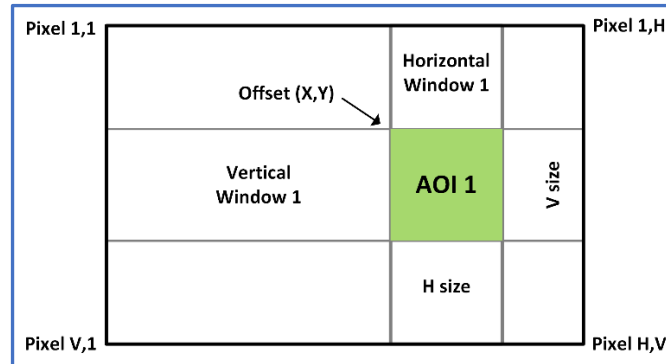 Pixel 1,1
Pixel 1,H
Horizontal
Window 1
Offset (X,Y)
Vertical
Window 1
AOI 1
V size
H size
Pixel V,1
Pixel H,V